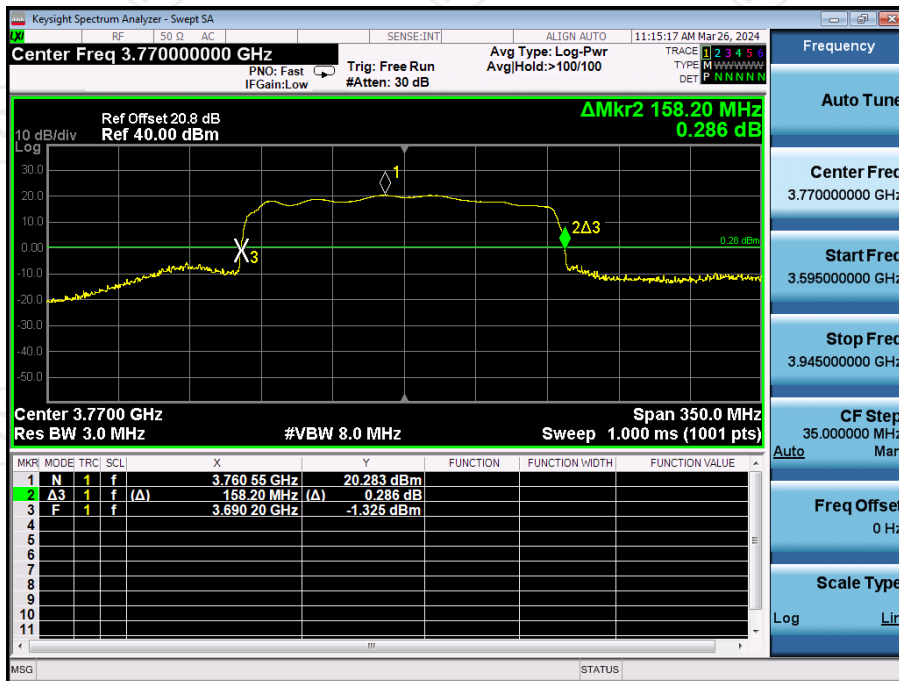 Keysight Spectrum Analyzer - Swept SA
LXI RF 50 Ω AC SENSE:INT ALIGN AUTO 11:15:17 AM Mar 26, 2024
Center Freq 3.770000000 GHz
PNO: Fast
IFGain:Low
Trig: Free Run
#Atten: 30 dB
Avg Type: Log-Pwr
Avg|Hold:>100/100
TRACE 1 2 3 4 5 6
TYPE M WWWWW
DET P N N N N N
ΔMkr2 158.20 MHz
0.286 dB
Ref Offset 20.8 dB
10 dB/div Ref 40.00 dBm
Log
30.0
20.0
10.0
0.00
-10.0
-20.0
-30.0
-40.0
-50.0
1
2Δ3
0.28 dBm
3
Center 3.7700 GHz Span 350.0 MHz
Res BW 3.0 MHz #VBW 8.0 MHz Sweep 1.000 ms (1001 pts)
MKR MODE TRC SCL X Y FUNCTION FUNCTION WIDTH FUNCTION VALUE
1 N 1 f 3.760 55 GHz 20.283 dBm
2 Δ3 1 f (Δ) 158.20 MHz (Δ) 0.286 dB
3 F 1 f 3.690 20 GHz -1.325 dBm
4
5
6
7
8
9
10
11
MSG STATUS
Frequency
Auto Tune
Center Freq
3.770000000 GHz
Start Freq
3.595000000 GHz
Stop Freq
3.945000000 GHz
CF Step
35.000000 MHz
Auto Man
Freq Offset
0 Hz
Scale Type
Log Lin